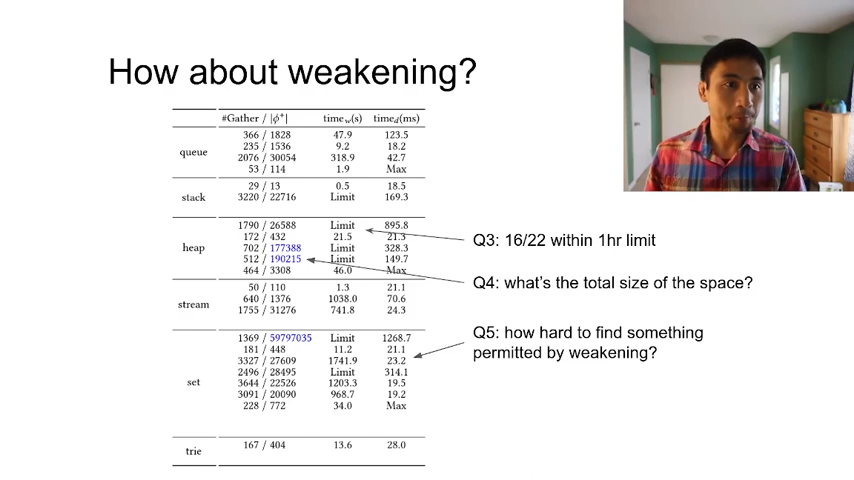 How about weakening?
#Gather / |ϕ⁺| time_w(s) time_d(ms)
queue
366 / 1828 47.9 123.5
235 / 1536 9.2 18.2
2076 / 30054 318.9 42.7
53 / 114 1.9 Max
stack
29 / 13 0.5 18.5
3220 / 22716 Limit 169.3
heap
1790 / 26588 Limit 895.8
172 / 432 21.5 21.3
702 / 177388 Limit 328.3
512 / 190215 Limit 149.7
464 / 3308 46.0 Max
stream
50 / 110 1.3 21.1
640 / 1376 1038.0 70.6
1755 / 31276 741.8 24.3
set
1369 / 59797035 Limit 1268.7
181 / 448 11.2 21.1
3327 / 27609 1741.9 23.2
2496 / 28495 Limit 314.1
3644 / 22526 1203.3 19.5
3091 / 20090 968.7 19.2
228 / 772 34.0 Max
trie
167 / 404 13.6 28.0
Q3: 16/22 within 1hr limit
Q4: what's the total size of the space?
Q5: how hard to find something
permitted by weakening?